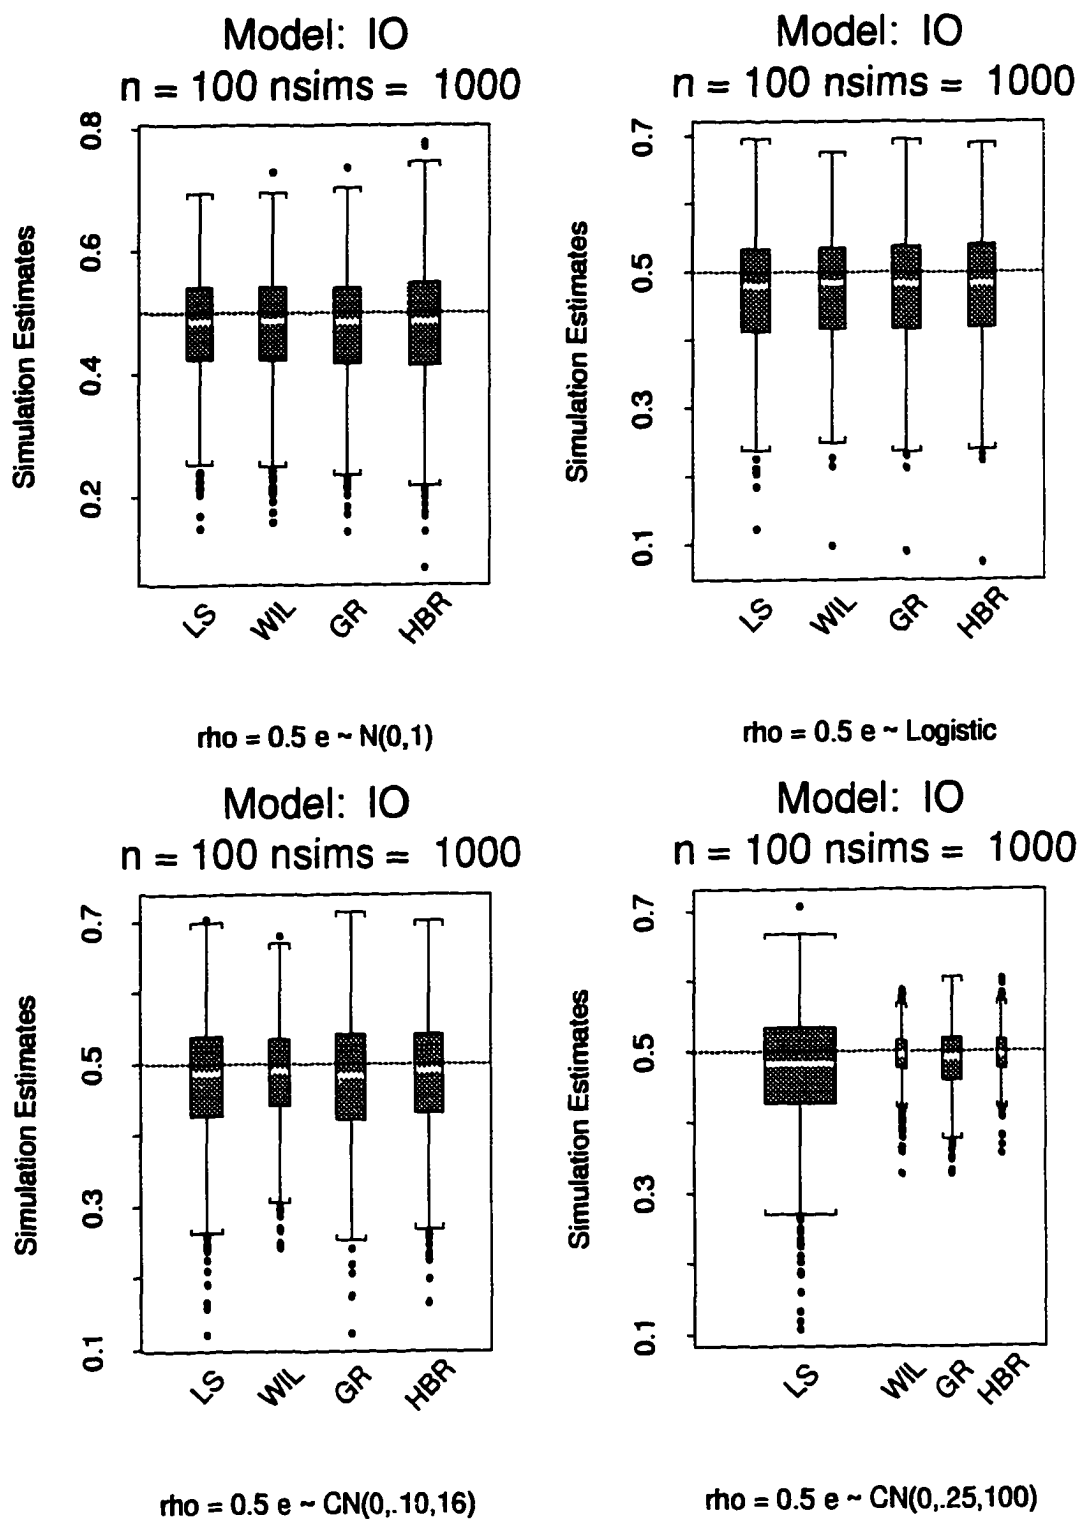 Model: IO
n = 100 nsims = 1000
Simulation Estimates
0.8
0.6
0.4
0.2
LS
WIL
GR
HBR
rho = 0.5 e ~ N(0,1)
Model: IO
n = 100 nsims = 1000
Simulation Estimates
0.7
0.5
0.3
0.1
LS
WIL
GR
HBR
rho = 0.5 e ~ Logistic
Model: IO
n = 100 nsims = 1000
Simulation Estimates
0.7
0.5
0.3
0.1
LS
WIL
GR
HBR
rho = 0.5 e ~ CN(0,.10,16)
Model: IO
n = 100 nsims = 1000
Simulation Estimates
0.7
0.5
0.3
0.1
LS
WIL
GR
HBR
rho = 0.5 e ~ CN(0,.25,100)